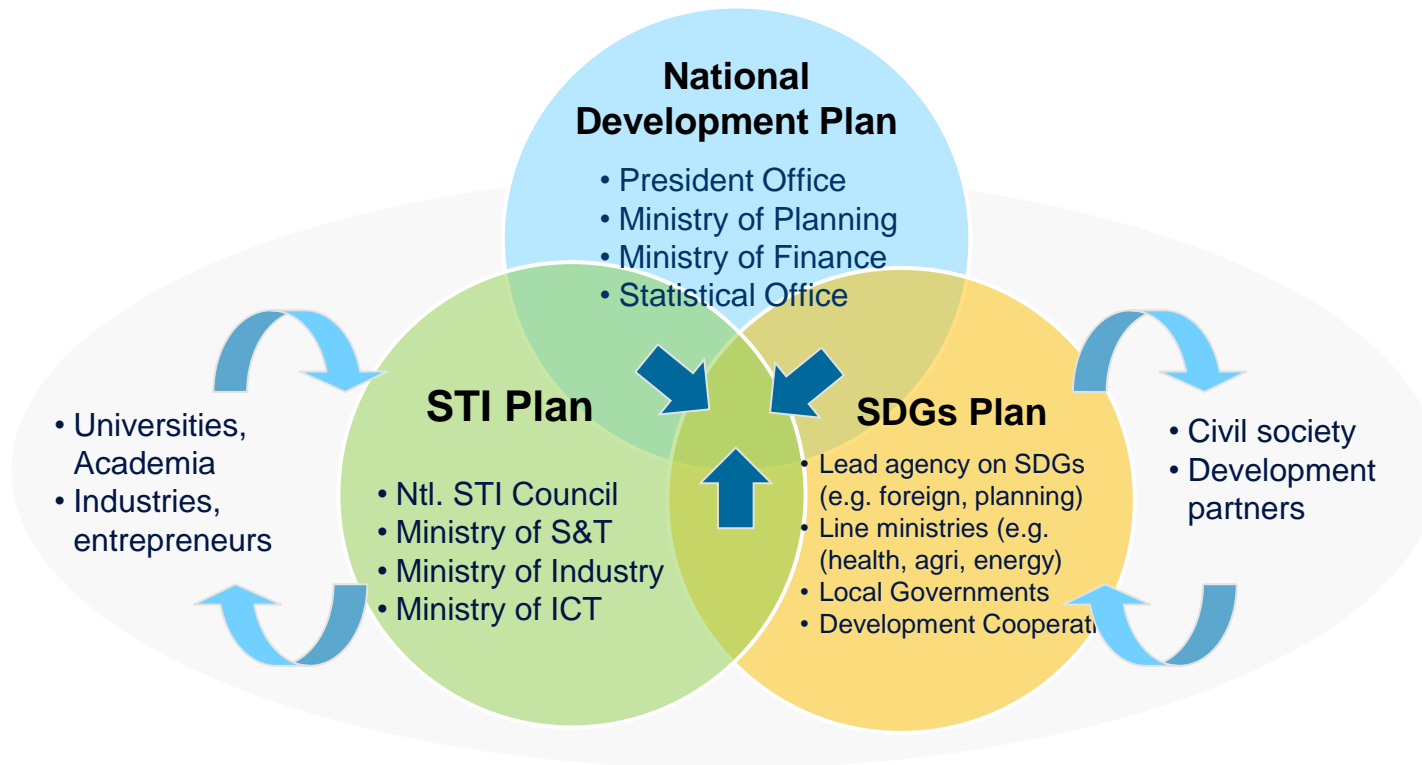 National
Development Plan
• President Office
• Ministry of Planning
• Ministry of Finance
• Statistical Office
STI Plan
• Ntl. STI Council
• Ministry of S&T
• Ministry of Industry
• Ministry of ICT
SDGs Plan
• Lead agency on SDGs
(e.g. foreign, planning)
• Line ministries (e.g.
(health, agri, energy)
• Local Governments
• Development Cooperati
• Universities,
Academia
• Industries,
entrepreneurs
• Civil society
• Development
partners